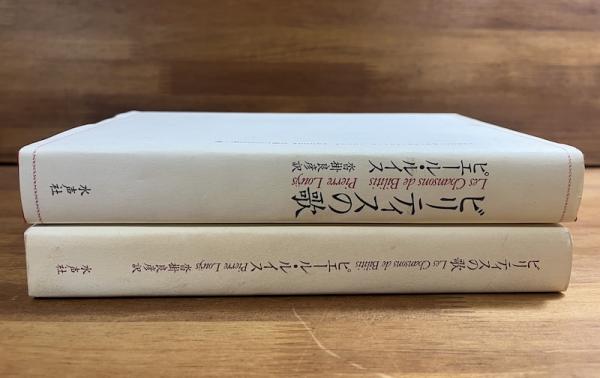 ビリティスの歌
Les Chansons de Bilitis Pierre Louÿs
ピエール・ルイス
沓掛良彦訳
水声社
ビリティスの歌 Les Chansons de Bilitis ピエール・ルイス Pierre Louÿs 沓掛良彦訳 水声社